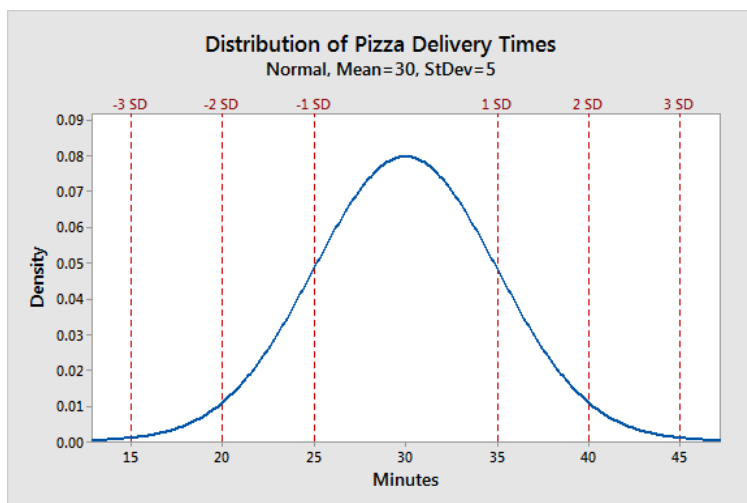 Distribution of Pizza Delivery Times
Normal, Mean=30, StDev=5
-3 SD -2 SD -1 SD 1 SD 2 SD 3 SD
0.09
0.08
0.07
0.06
0.05
0.04
0.03
0.02
0.01
0.00
Density
15 20 25 30 35 40 45
Minutes